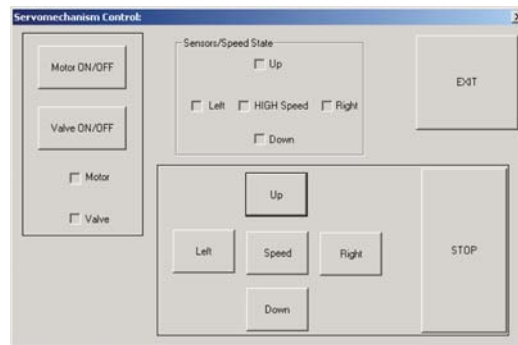 Servomechanism Control:
Motor ON/OFF
Valve ON/OFF
Motor
Valve
Sensors/Speed State
Up
Left HIGH Speed Right
Down
EXIT
Up
Left Speed Right
Down
STOP